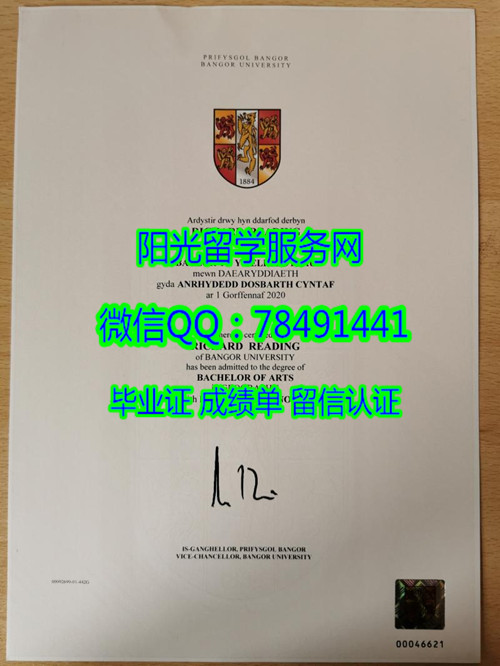 PRIFYSGOL BANGOR
BANGOR UNIVERSITY
1884
Ardystir drwy hyn ddarfod derbyn
阳光留学服务网
mewn DAEARYDDIAETH
gyda ANRHYDEDD DOSBARTH CYNTAF
ar 1 Gorffennaf 2020
微信QQ：78491441
RICHARD READING
of BANGOR UNIVERSITY
has been admitted to the degree of
BACHELOR OF ARTS
毕业证 成绩单 留信认证
IS-GANGHELLOR, PRIFYSGOL BANGOR
VICE-CHANCELLOR, BANGOR UNIVERSITY
00046621